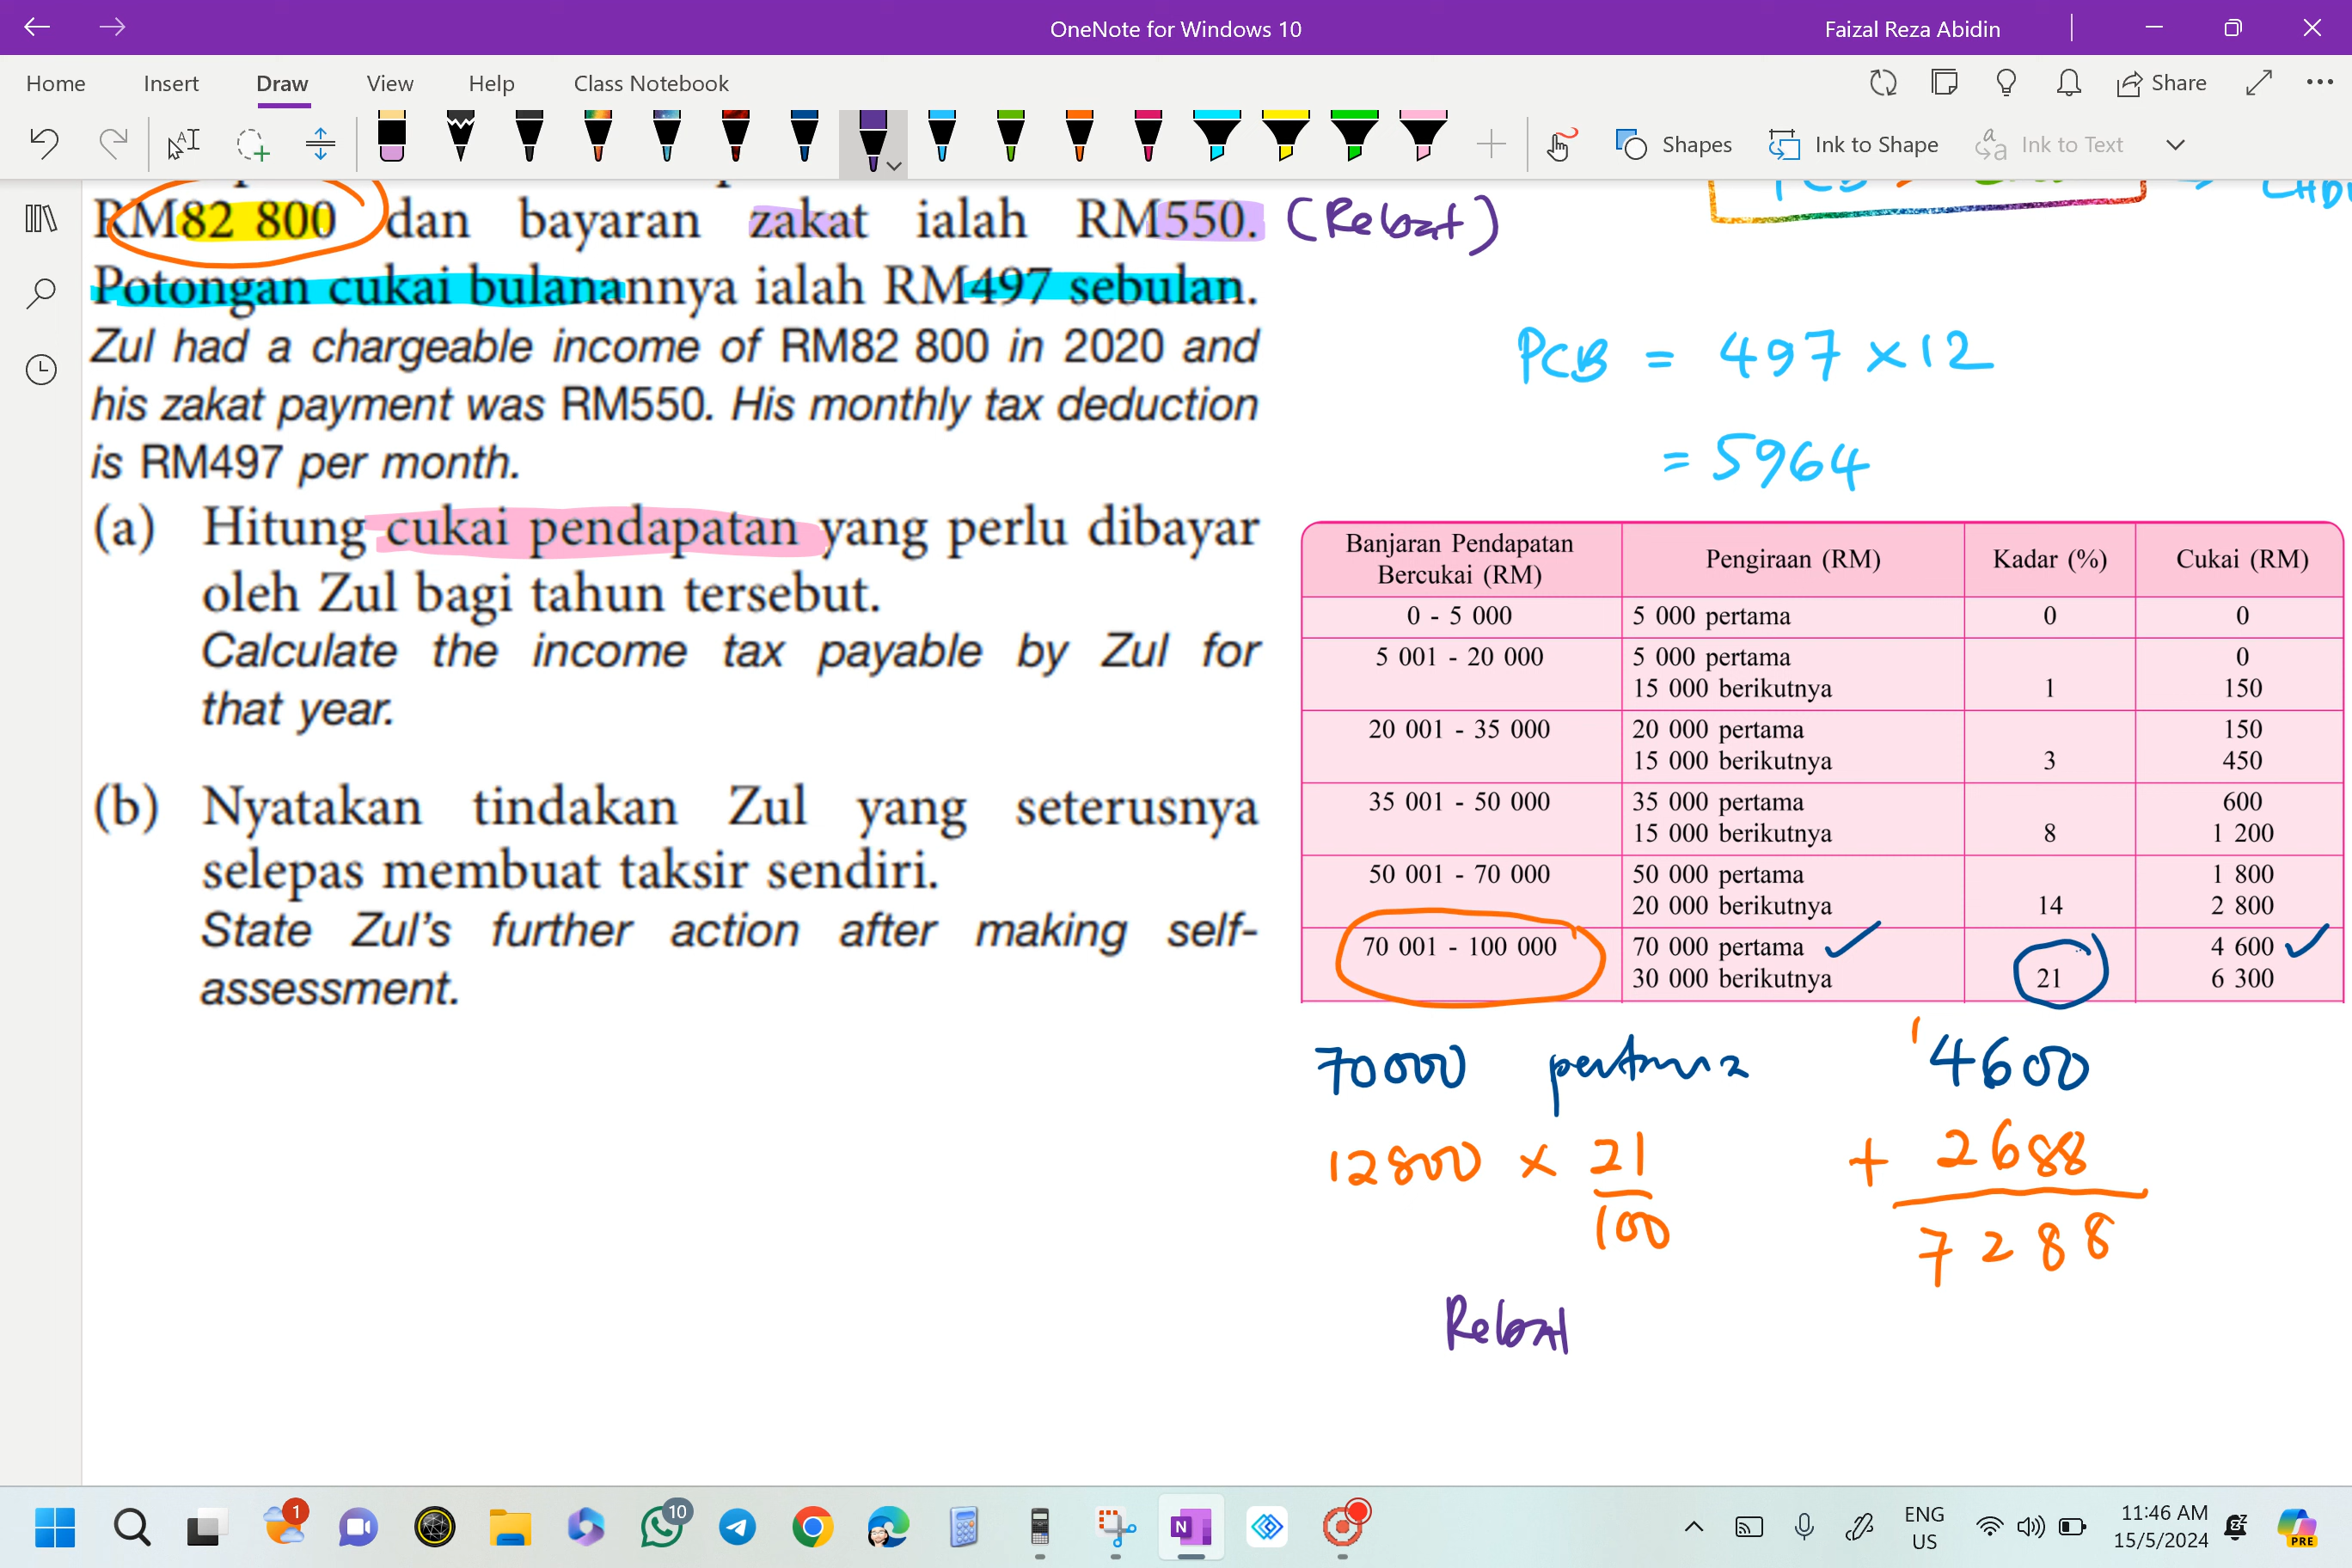 OneNote for Windows 10
Faizal Reza Abidin
Home Insert Draw View Help Class Notebook
Share
Shapes Ink to Shape Ink to Text
RM82 800 dan bayaran zakat ialah RM550. (Rebat)
Potongan cukai bulanannya ialah RM497 sebulan.
Zul had a chargeable income of RM82 800 in 2020 and
his zakat payment was RM550. His monthly tax deduction
is RM497 per month.
(a) Hitung cukai pendapatan yang perlu dibayar
oleh Zul bagi tahun tersebut.
Calculate the income tax payable by Zul for
that year.
(b) Nyatakan tindakan Zul yang seterusnya
selepas membuat taksir sendiri.
State Zul's further action after making self-
assessment.
PCB = 497 × 12
= 5964
Banjaran Pendapatan Bercukai (RM) Pengiraan (RM) Kadar (%) Cukai (RM)
0 - 5 000 5 000 pertama 0 0
5 001 - 20 000 5 000 pertama 0
15 000 berikutnya 1 150
20 001 - 35 000 20 000 pertama 150
15 000 berikutnya 3 450
35 001 - 50 000 35 000 pertama 600
15 000 berikutnya 8 1 200
50 001 - 70 000 50 000 pertama 1 800
20 000 berikutnya 14 2 800
70 001 - 100 000 70 000 pertama ✓ 4 600 ✓
30 000 berikutnya 21 6 300
70000 pertama 1 4600
12800 × 21/100 + 2688
7288
Rebat
1
10
ENG
US
11:46 AM
15/5/2024
PRE